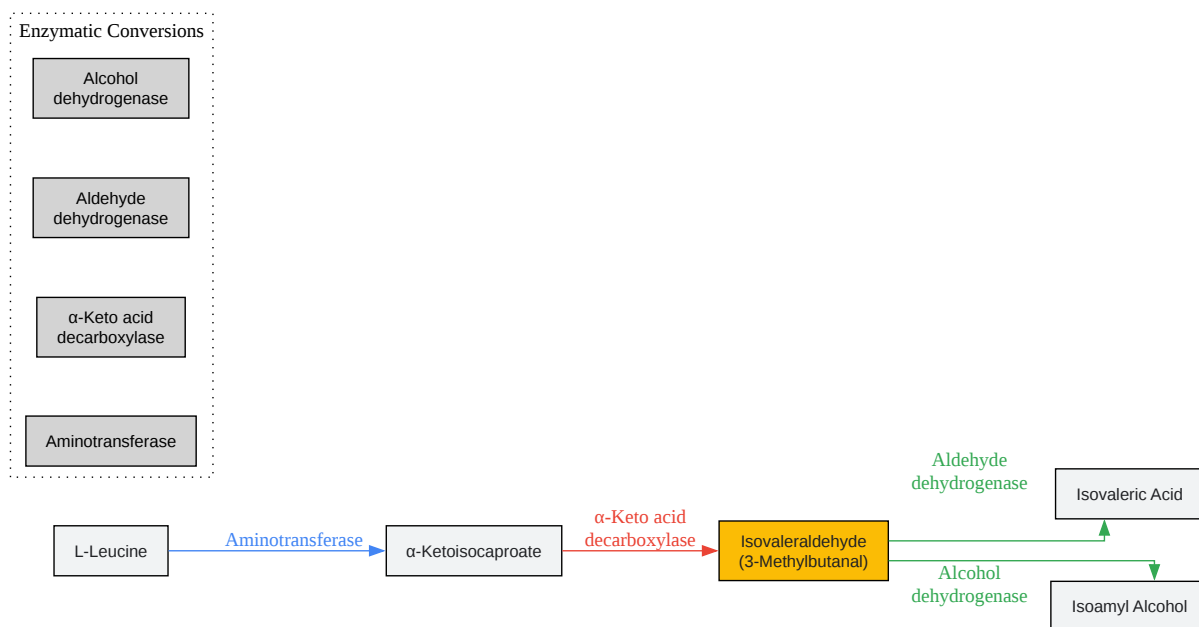 Enzymatic Conversions
Alcohol
dehydrogenase
Aldehyde
dehydrogenase
α-Keto acid
decarboxylase
Aminotransferase
L-Leucine
Aminotransferase
α-Ketoisocaproate
α-Keto acid
decarboxylase
Isovaleraldehyde
(3-Methylbutanal)
Aldehyde
dehydrogenase
Isovaleric Acid
Alcohol
dehydrogenase
Isoamyl Alcohol